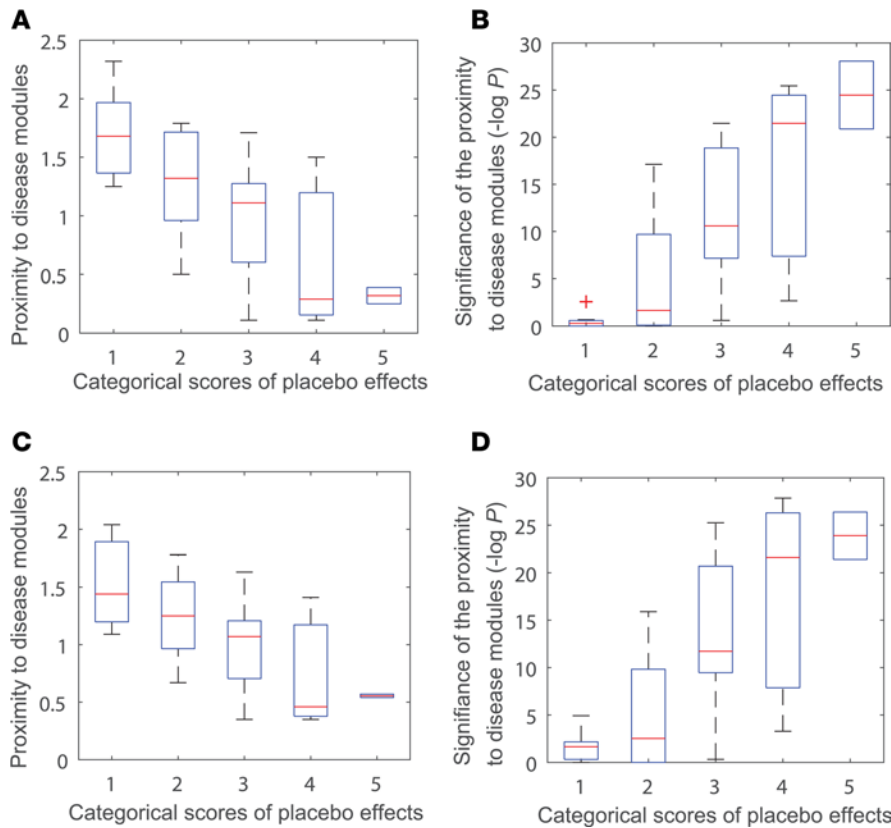 A
Proximity to disease modules
2.5
2
1.5
1
0.5
0
1 2 3 4 5
Categorical scores of placebo effects
B
Significance of the proximity
to disease modules (-log P)
30
25
20
15
10
5
0
1 2 3 4 5
Categorical scores of placebo effects
C
Proximity to disease modules
2.5
2
1.5
1
0.5
0
1 2 3 4 5
Categorical scores of placebo effects
D
Signifiance of the proximity
to disease modules (-log P)
30
25
20
15
10
5
0
1 2 3 4 5
Categorical scores of placebo effects